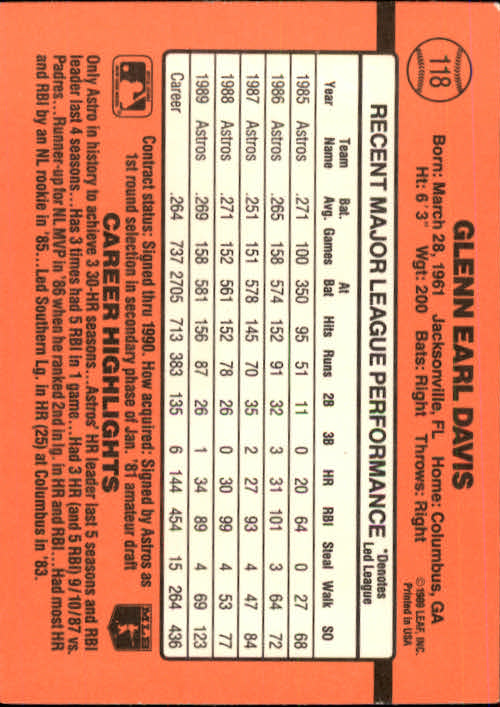 118
GLENN EARL DAVIS
Born: March 28, 1961 Jacksonville, FL Home: Columbus, GA
Ht: 6' 3" Wgt: 200 Bats: Right Throws: Right
©1989 LEAF, INC.
Printed in USA
RECENT MAJOR LEAGUE PERFORMANCE *Denotes Led League
Year Team Name Bat. Avg. Games At Bat Hits Runs 2B 3B HR RBI Steal Walk SO
1985 Astros .271 100 350 95 51 11 0 20 64 0 27 68
1986 Astros .265 158 574 152 91 32 3 31 101 3 64 72
1987 Astros .251 151 578 145 70 35 2 27 93 4 47 84
1988 Astros .271 152 561 152 78 26 0 30 99 4 53 77
1989 Astros .269 158 581 156 87 26 1 34 89 4 69 123
Career .264 737 2705 713 383 135 6 144 454 15 264 436
Contract status: Signed thru 1990. How acquired: Signed by Astros as
1st round selection in secondary phase of Jan. '81 amateur draft
MLB
CAREER HIGHLIGHTS
Only Astro in history to achieve 3 30-HR seasons...Astros' HR leader last 5 seasons and RBI
leader last 4 seasons...Has 3 times had 5 RBI in 1 game...Had 3 HR (and 5 RBI) 9/10/87 vs.
Padres...Runner-up for NL MVP in '86 when he ranked 2nd in lg. in HR and RBI...Had most HR
and RBI by an NL rookie in '85...Led Southern Lg. in HR (25) at Columbus in '83.